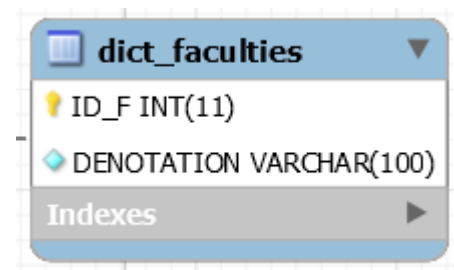 dict_faculties
ID_F INT(11)
DENOTATION VARCHAR(100)
Indexes